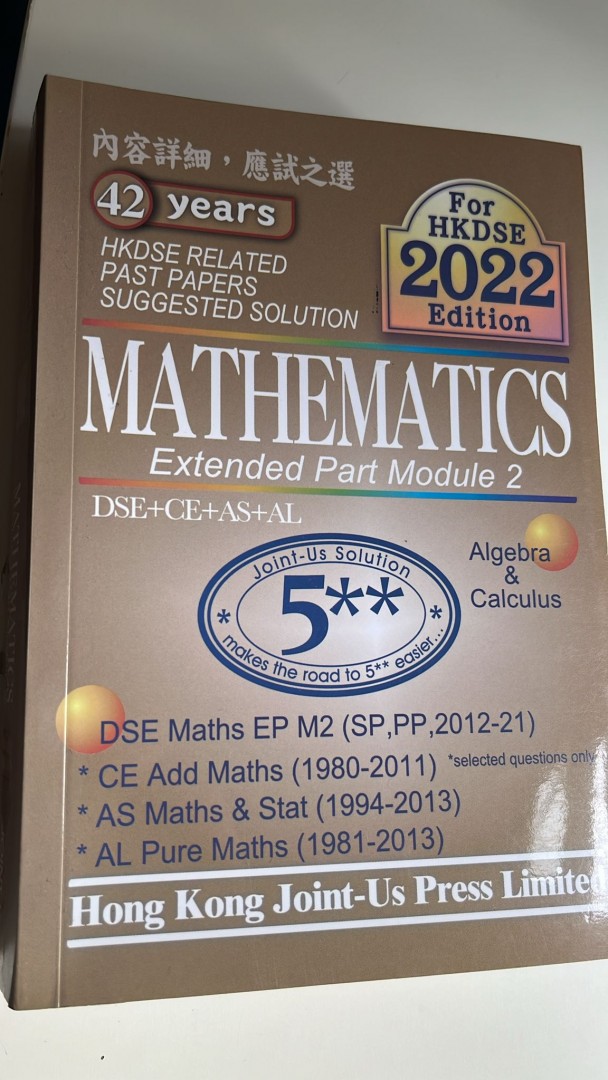 內容詳細，應試之選
42 years
HKDSE RELATED
PAST PAPERS
SUGGESTED SOLUTION
For
HKDSE
2022
Edition
MATHEMATICS
Extended Part Module 2
DSE+CE+AS+AL
Algebra
&
Calculus
Joint-Us Solution
* 5** *
makes the road to 5** easier...
DSE Maths EP M2 (SP,PP,2012-21)
* CE Add Maths (1980-2011) *selected questions only
* AS Maths & Stat (1994-2013)
* AL Pure Maths (1981-2013)
Hong Kong Joint-Us Press Limited
MATHEMATICS